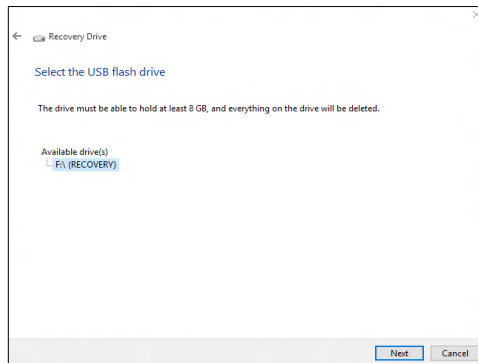 Recovery Drive
Select the USB flash drive
The drive must be able to hold at least 8 GB, and everything on the drive will be deleted.
Available drive(s)
F:\ (RECOVERY)
Next Cancel